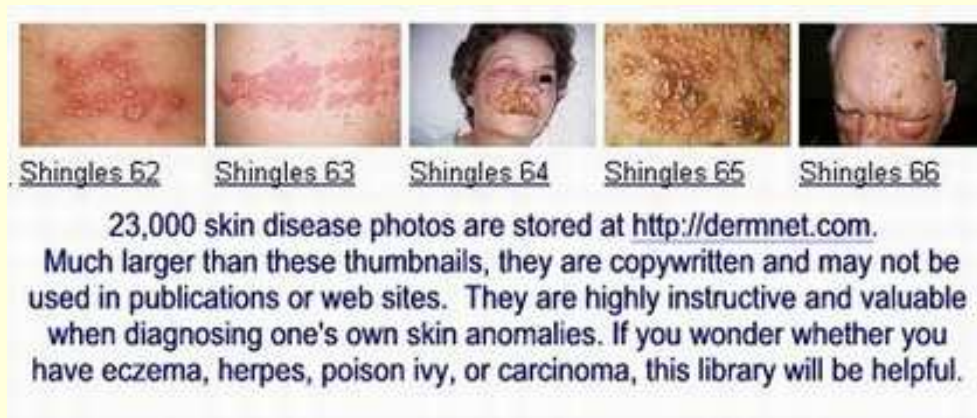 Shingles 62 Shingles 63 Shingles 64 Shingles 65 Shingles 66
23,000 skin disease photos are stored at http://dermnet.com.
Much larger than these thumbnails, they are copywritten and may not be
used in publications or web sites. They are highly instructive and valuable
when diagnosing one's own skin anomalies. If you wonder whether you
have eczema, herpes, poison ivy, or carcinoma, this library will be helpful.